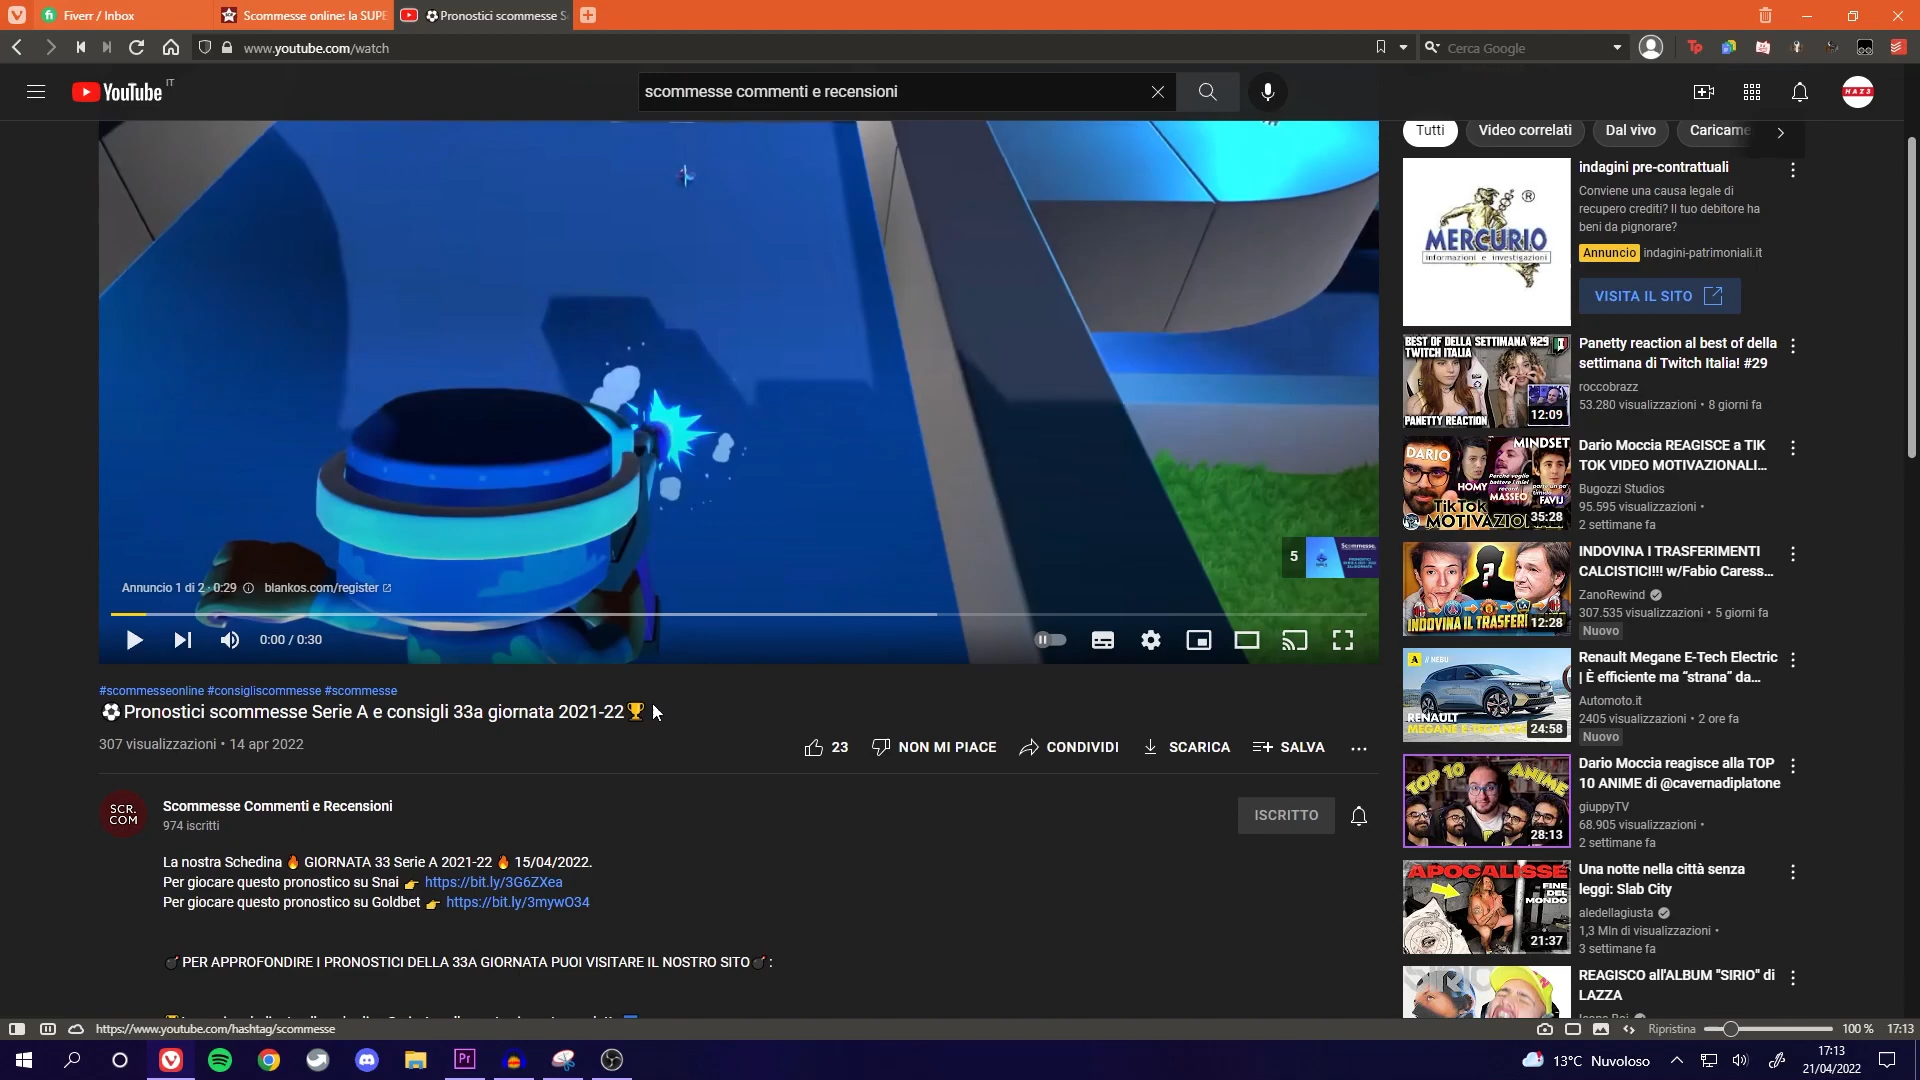 Fiverr / Inbox
Scommesse online: la SUPE
Pronostici scommesse S
www.youtube.com/watch
Cerca Google
YouTube IT
scommesse commenti e recensioni
HAZ3
Tutti
Video correlati
Dal vivo
Caricame
MERCURIO ®
informazioni e investigazioni
indagini pre-contrattuali
Conviene una causa legale di
recupero crediti? Il tuo debitore ha
beni da pignorare?
Annuncio indagini-patrimoniali.it
VISITA IL SITO
BEST OF DELLA SETTIMANA #29
TWITCH ITALIA
PANETTY REACTION
12:09
Panetty reaction al best of della
settimana di Twitch Italia! #29
roccobrazz
53.280 visualizzazioni • 8 giorni fa
MINDSET
DARIO
HOMY
MASSEO
FAVIJ
TikTok
MOTIVAZIO
35:28
Dario Moccia REAGISCE a TIK
TOK VIDEO MOTIVAZIONALI...
Bugozzi Studios
95.595 visualizzazioni •
2 settimane fa
INDOVINA I TRASFERI
12:28
INDOVINA I TRASFERIMENTI
CALCISTICI!!! w/Fabio Caress...
ZanoRewind
307.535 visualizzazioni • 5 giorni fa
Nuovo
A // NEBU
RENAULT
MEGANE E-TECH
24:58
Renault Megane E-Tech Electric
| È efficiente ma "strana" da...
Automoto.it
2405 visualizzazioni • 2 ore fa
Nuovo
TOP 10 ANIME
28:13
Dario Moccia reagisce alla TOP
10 ANIME di @cavernadiplatone
giuppyTV
68.905 visualizzazioni •
2 settimane fa
APOCALISSE
FINE
DEL
MONDO
21:37
Una notte nella città senza
leggi: Slab City
aledellagiusta
1,3 Mln di visualizzazioni •
3 settimane fa
SIRIO
REAGISCO all'ALBUM "SIRIO" di
LAZZA
5
Scommesse.
Annuncio 1 di 2 · 0:29
blankos.com/register
0:00 / 0:30
#scommesseonline #consigliscommesse #scommesse
⚽Pronostici scommesse Serie A e consigli 33a giornata 2021-22🏆
307 visualizzazioni • 14 apr 2022
23
NON MI PIACE
CONDIVIDI
SCARICA
SALVA
SCR.
COM
Scommesse Commenti e Recensioni
974 iscritti
ISCRITTO
La nostra Schedina 🔥 GIORNATA 33 Serie A 2021-22 🔥 15/04/2022.
Per giocare questo pronostico su Snai 👉 https://bit.ly/3G6ZXea
Per giocare questo pronostico su Goldbet 👉 https://bit.ly/3mywO34
💣PER APPROFONDIRE I PRONOSTICI DELLA 33A GIORNATA PUOI VISITARE IL NOSTRO SITO💣:
https://www.youtube.com/hashtag/scommesse
Ripristina
100 %
17:13
Pr
13°C Nuvoloso
17:13
21/04/2022